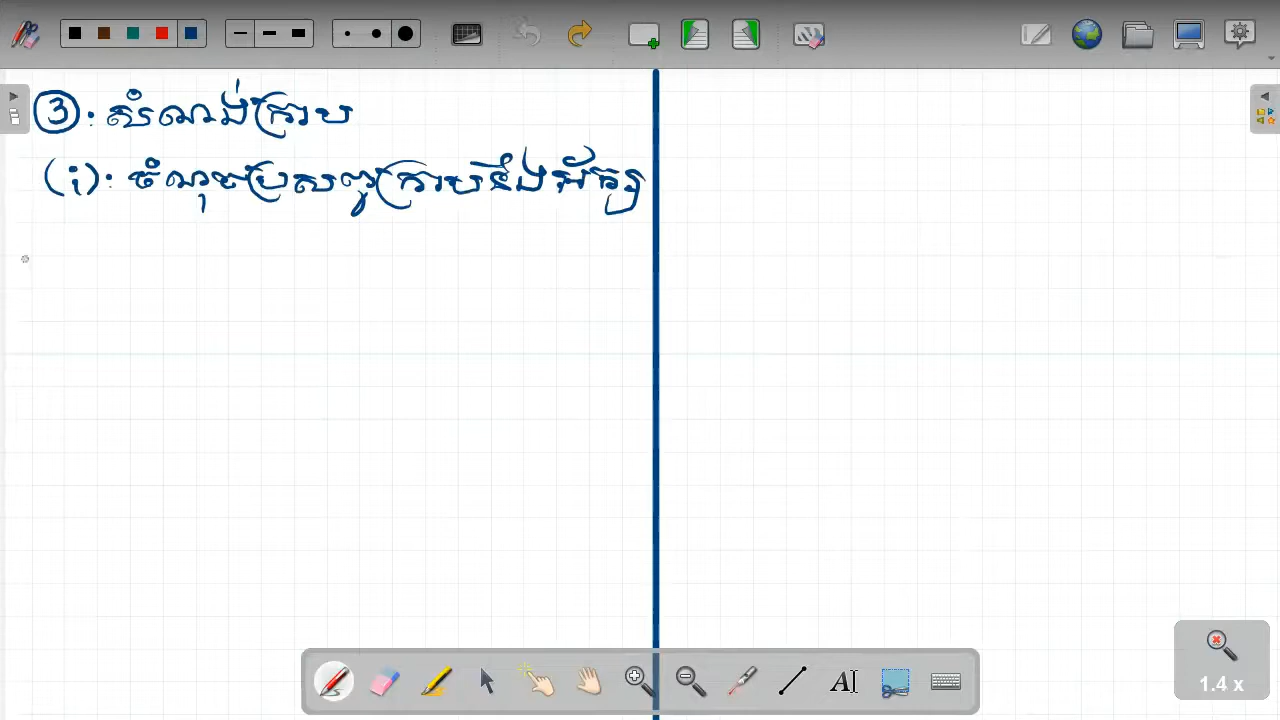 ③. សំណង់ក្រាប
(i). ចំណុចប្រសព្វក្រាបនឹងអ័ក្ស
1.4 x